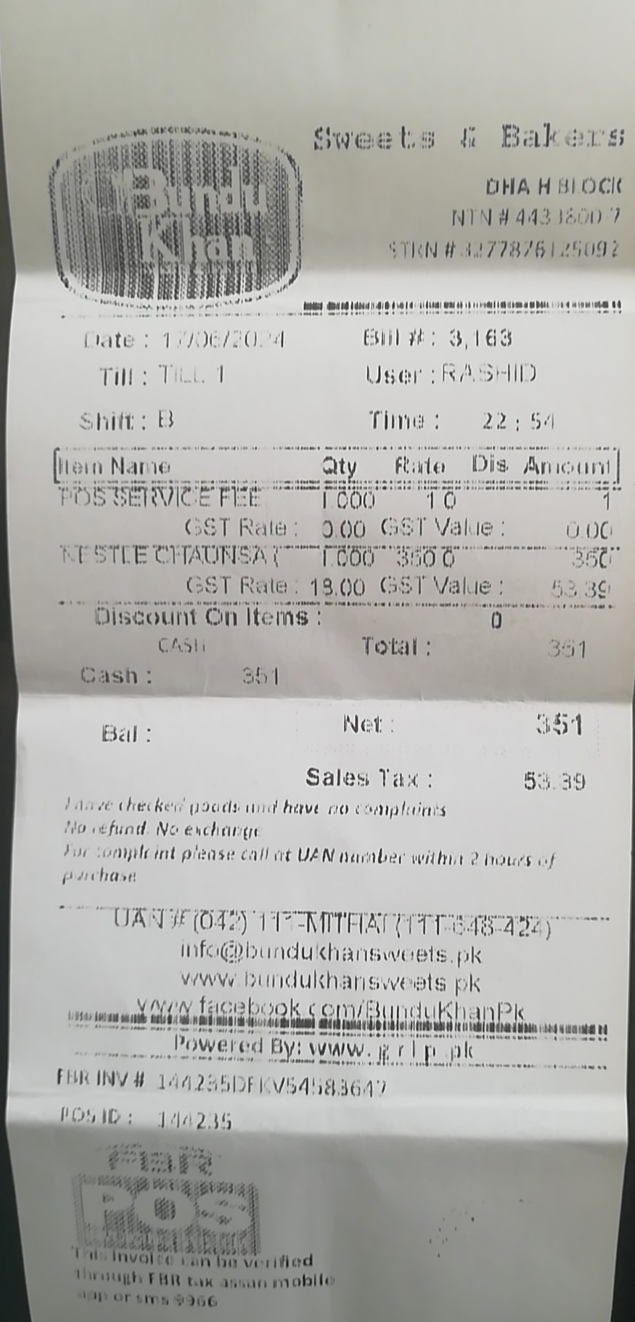 Sweets & Bakers
Bundu
Khan
DHA H BLOCK
NTN # 4433800-7
STRN # 3277876125092
Date : 17/06/2024 Bill #: 3,163
Till : TILL 1 User : RASHID
Shift : B Time : 22 : 54
Item Name Qty Rate Dis Amount
POS SERVICE FEE 1.000 1 0 1
GST Rate : 0.00 GST Value : 0.00
NESTLE CHAUNSA ( 1.000 350 0 350
GST Rate : 18.00 GST Value : 53.39
Discount On Items : 0
CASH Total : 351
Cash : 351
Bal : Net : 351
Sales Tax : 53.39
I have checked goods and have no complaints
No refund. No exchange
For complaint please call at UAN number within 2 hours of
purchase
UAN # (042) 111-MITHAI (111-648-424)
info@bundukhansweets.pk
www.bundukhansweets.pk
www.facebook.com/BunduKhanPk
Powered By: www. g r l p .pk
FBR INV #
POS ID : 144235
FBR
POS
This invoice can be verified
through FBR tax assan mobile
app or sms 9966